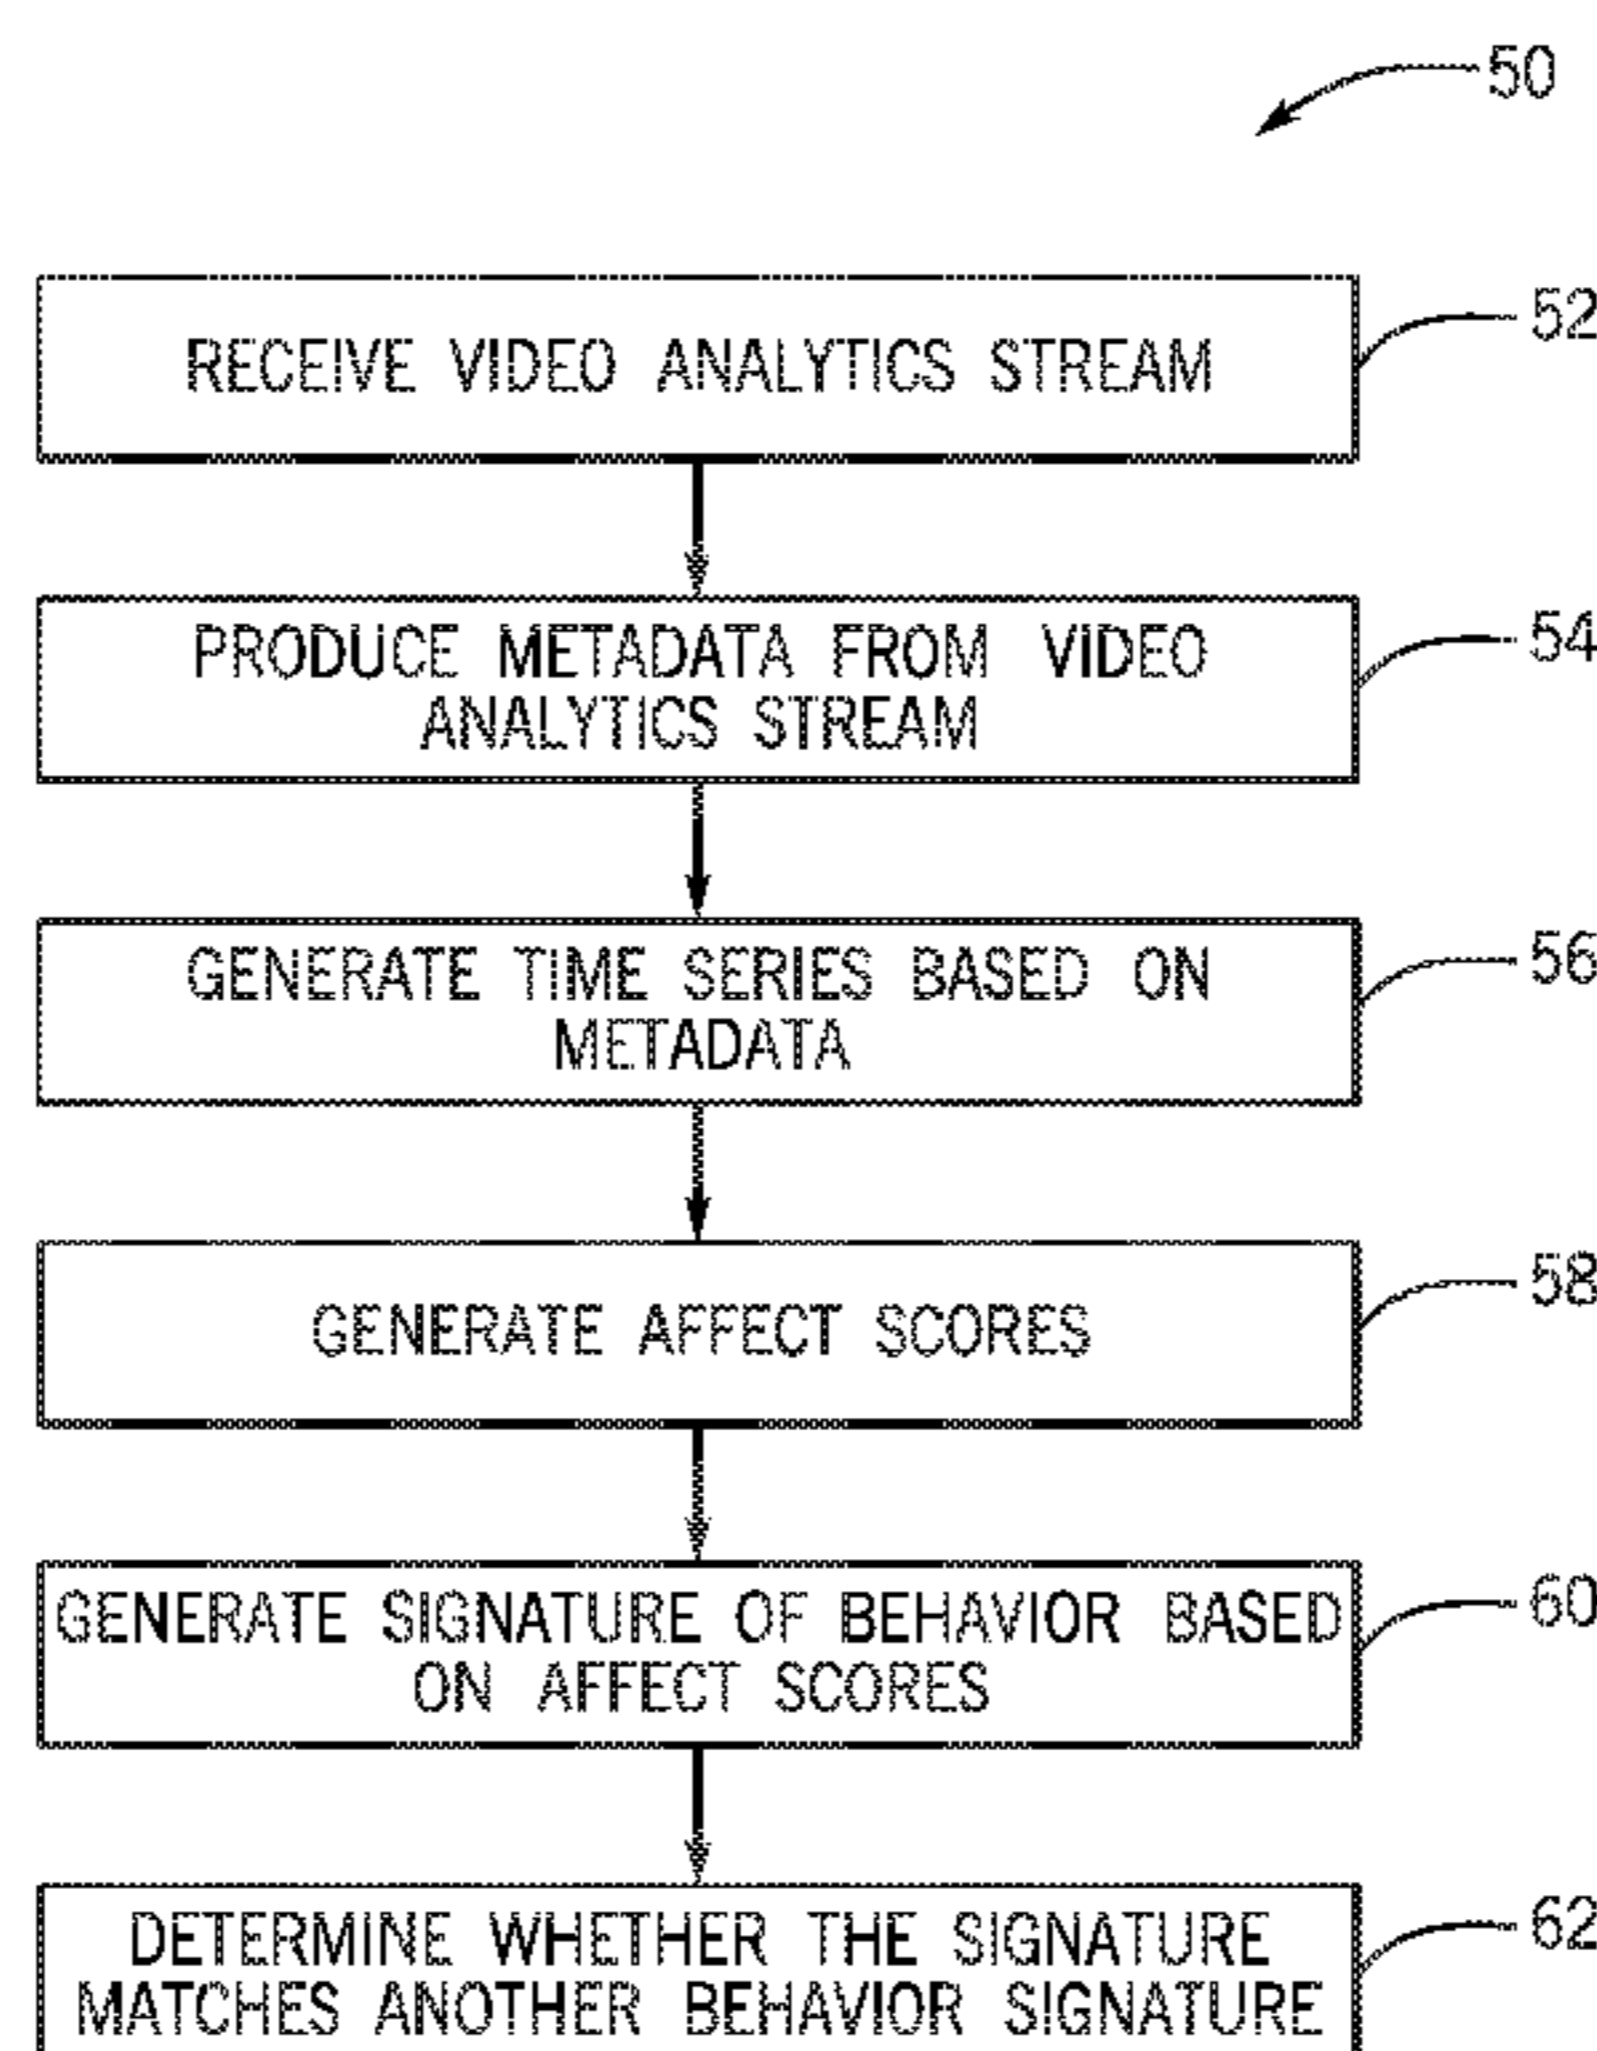 50
RECEIVE VIDEO ANALYTICS STREAM
52
PRODUCE METADATA FROM VIDEO
ANALYTICS STREAM
54
GENERATE TIME SERIES BASED ON
METADATA
56
GENERATE AFFECT SCORES
58
GENERATE SIGNATURE OF BEHAVIOR BASED
ON AFFECT SCORES
60
DETERMINE WHETHER THE SIGNATURE
MATCHES ANOTHER BEHAVIOR SIGNATURE
62